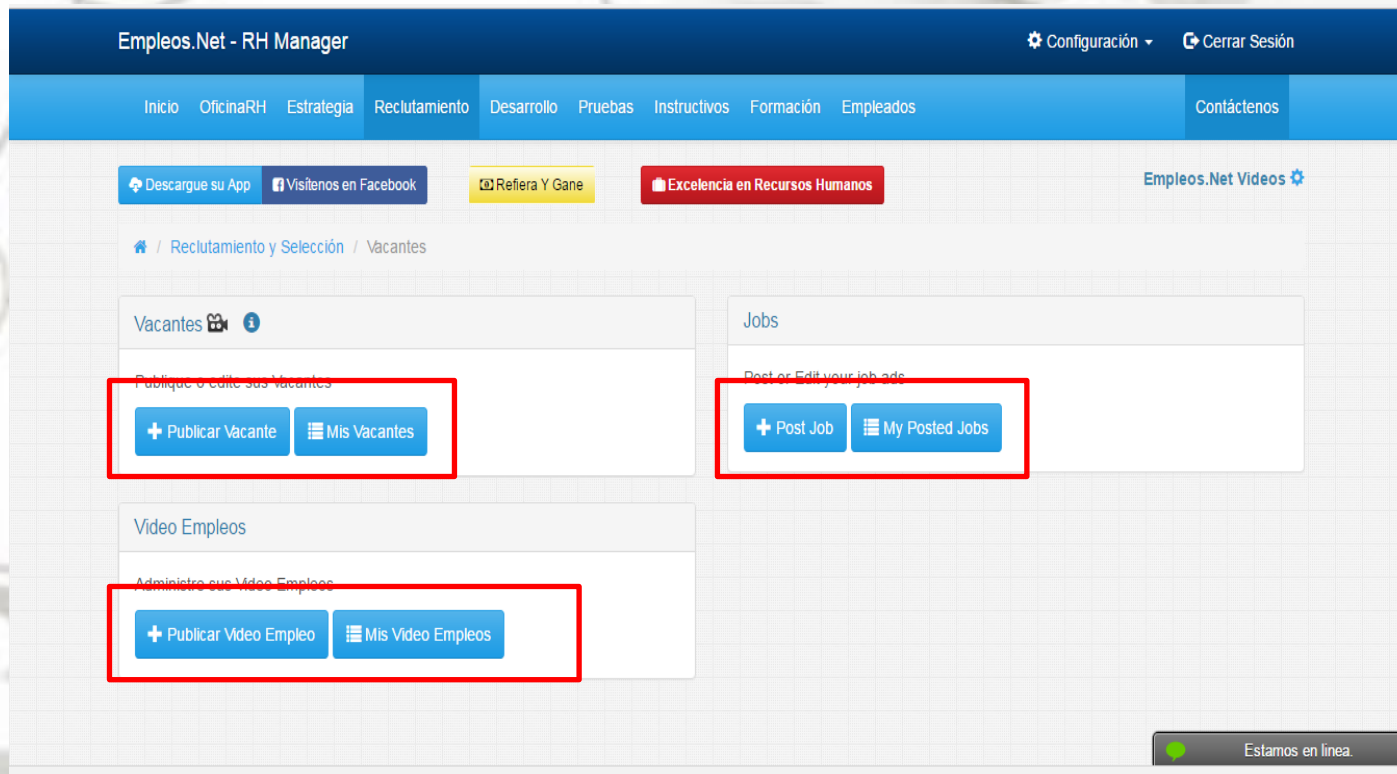 Empleos.Net - RH Manager
Configuración
Cerrar Sesión
Inicio OficinaRH Estrategia Reclutamiento Desarrollo Pruebas Instructivos Formación Empleados Contáctenos
Descargue su App
Visítenos en Facebook
Refiera Y Gane
Excelencia en Recursos Humanos
Empleos.Net Videos
/ Reclutamiento y Selección / Vacantes
Vacantes
Publique o edite sus Vacantes
Publicar Vacante
Mis Vacantes
Jobs
Post or Edit your job ads
Post Job
My Posted Jobs
Video Empleos
Administre sus Video Empleos
Publicar Video Empleo
Mis Video Empleos
Estamos en linea.